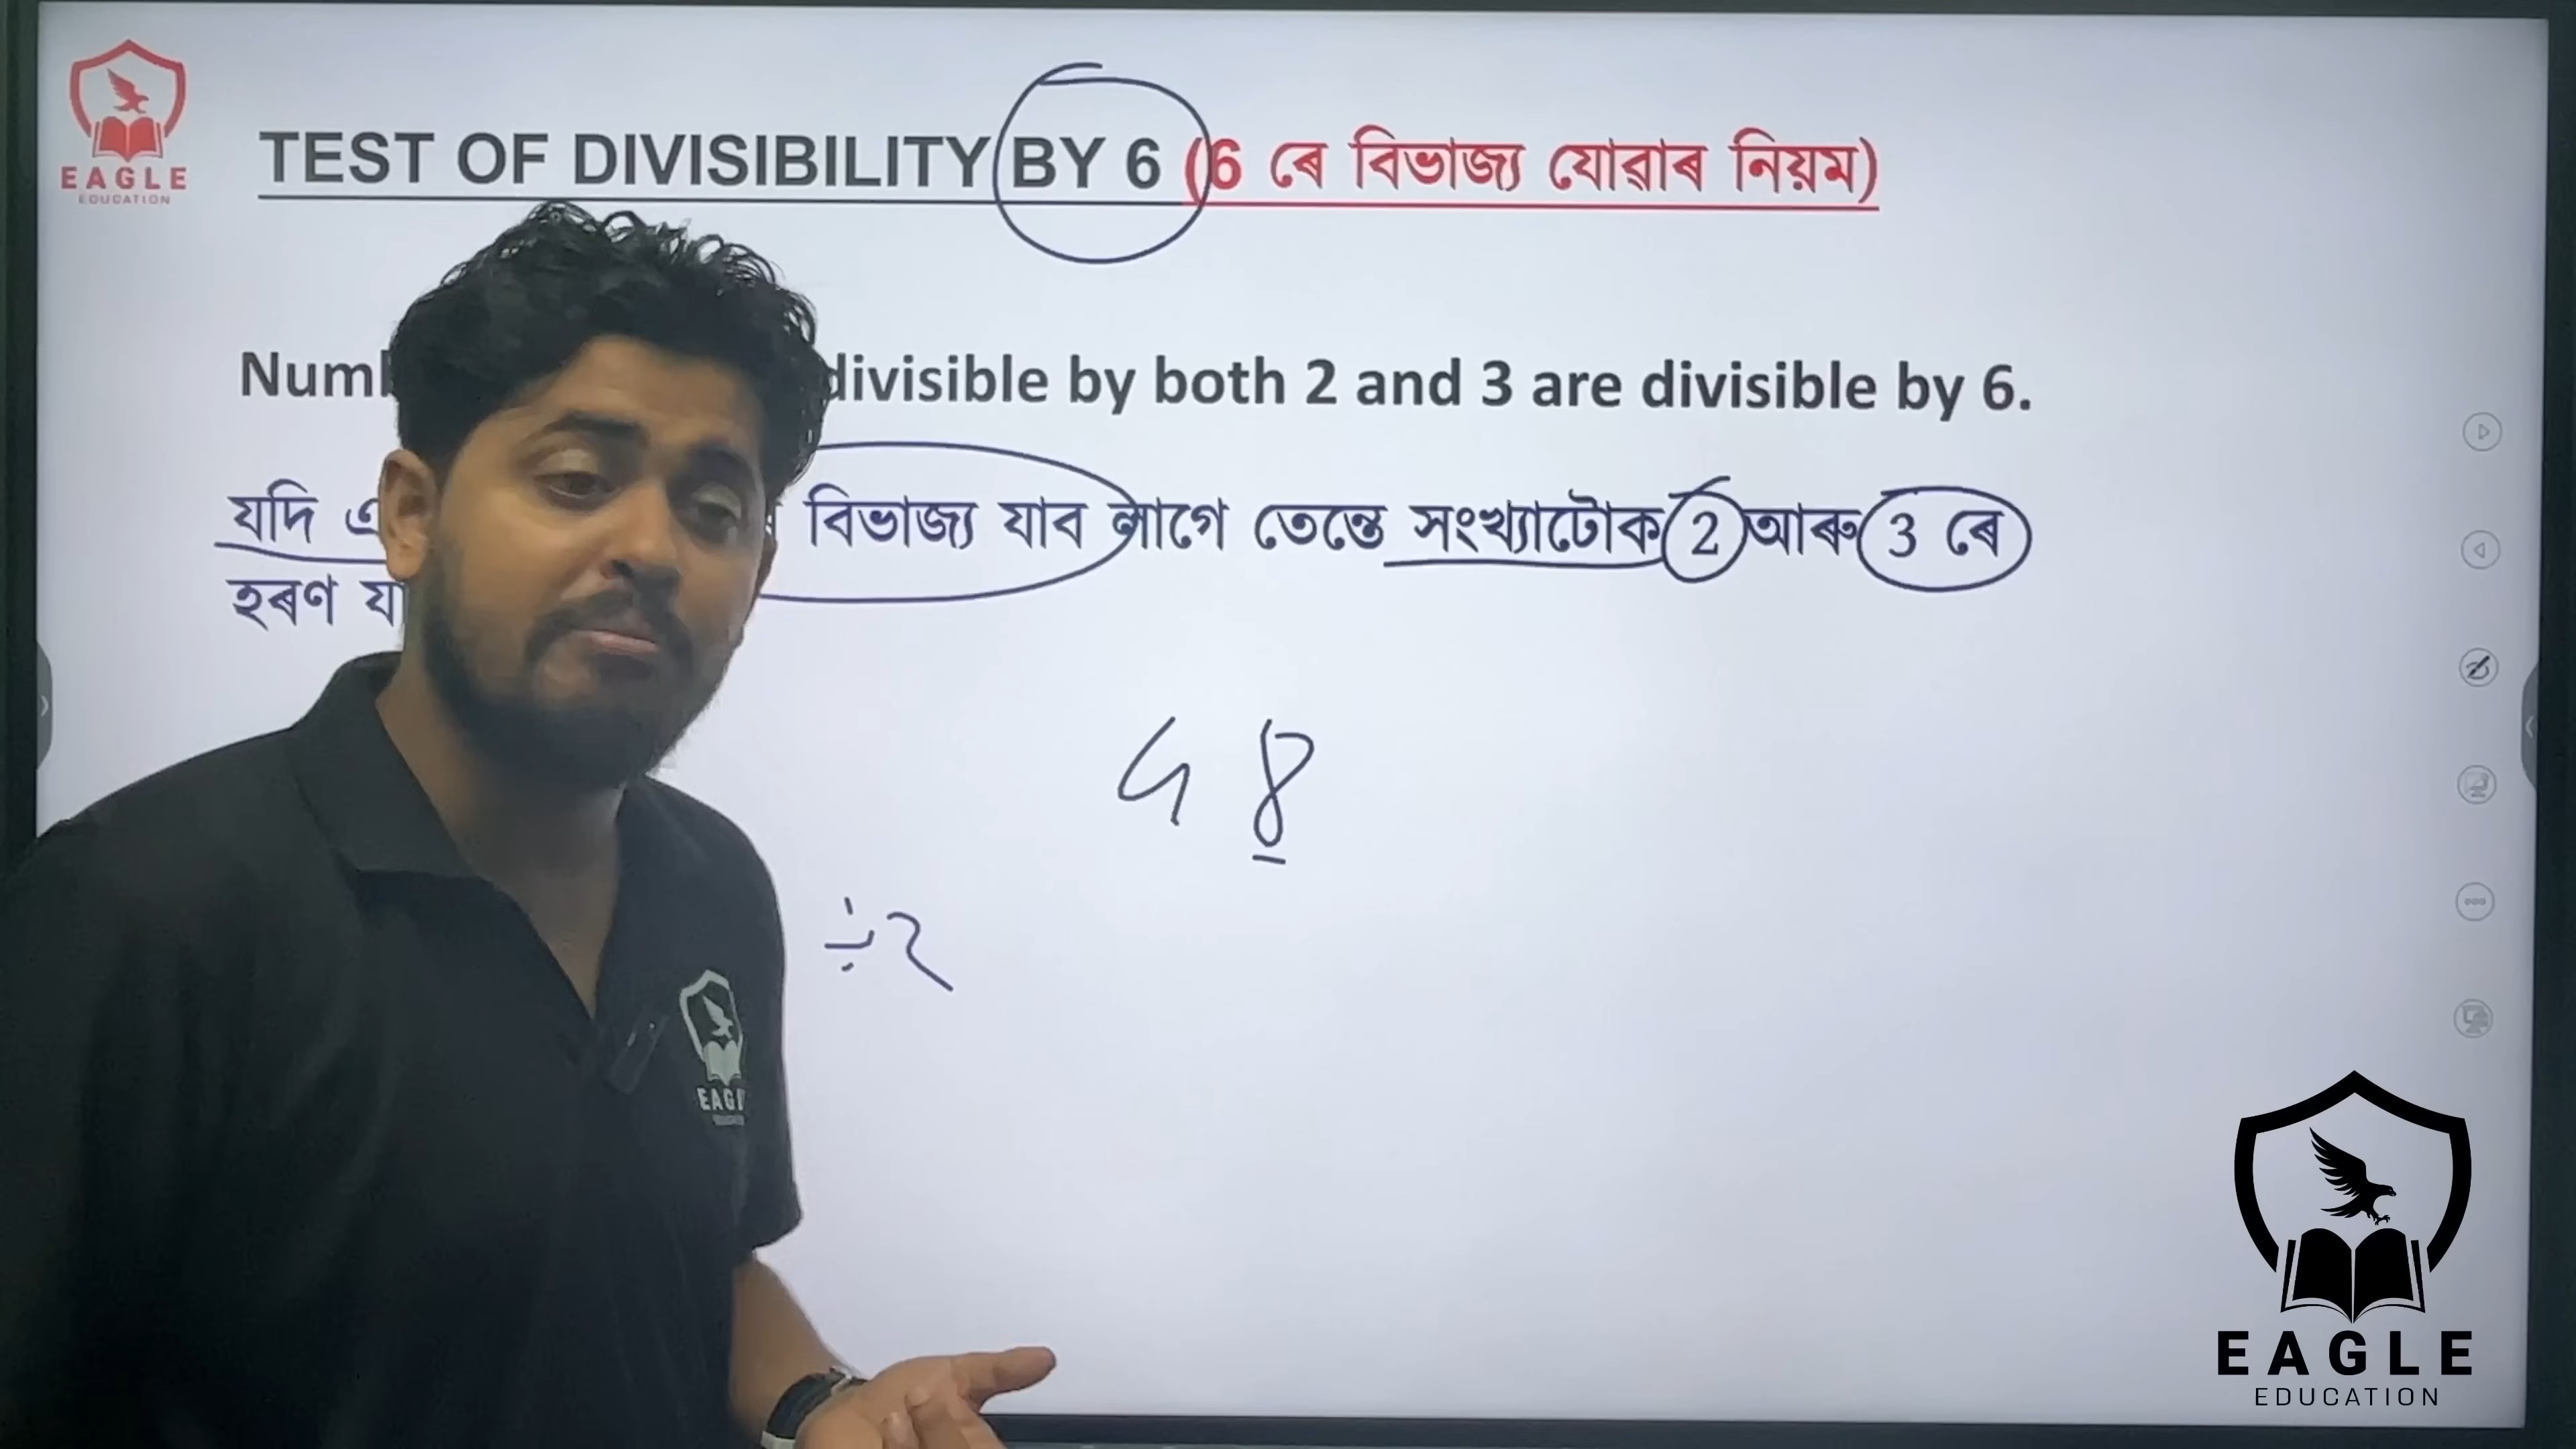 EAGLE
EDUCATION
TEST OF DIVISIBILITY BY 6 (6 ৰে বিভাজ্য যোৱাৰ নিয়ম)
divisible by both 2 and 3 are divisible by 6.
যদি বিভাজ্য যাব লাগে তেন্তে সংখ্যাটোক 2 আৰু 3 ৰে
হৰণ
48
÷2
EAGLE
EDUCATION